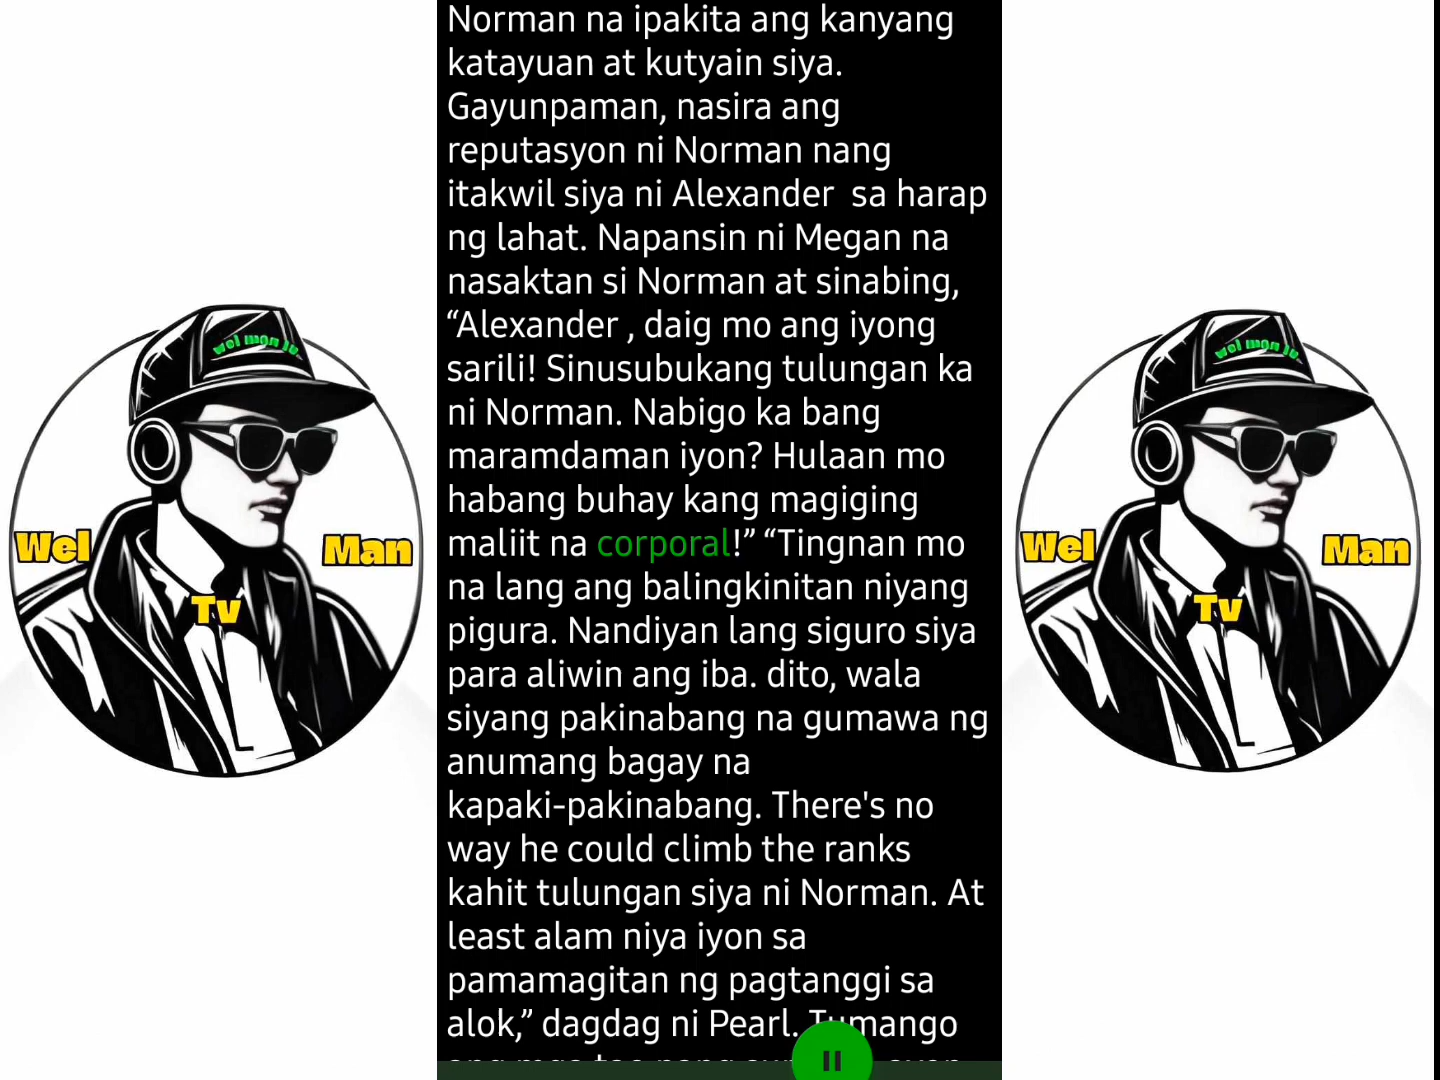 Norman na ipakita ang kanyang
katayuan at kutyain siya.
Gayunpaman, nasira ang
reputasyon ni Norman nang
itakwil siya ni Alexander  sa harap
ng lahat. Napansin ni Megan na
nasaktan si Norman at sinabing,
“Alexander , daig mo ang iyong
sarili! Sinusubukang tulungan ka
ni Norman. Nabigo ka bang
maramdaman iyon? Hulaan mo
habang buhay kang magiging
maliit na corporal!” “Tingnan mo
na lang ang balingkinitan niyang
pigura. Nandiyan lang siguro siya
para aliwin ang iba. dito, wala
siyang pakinabang na gumawa ng
anumang bagay na
kapaki-pakinabang. There's no
way he could climb the ranks
kahit tulungan siya ni Norman. At
least alam niya iyon sa
pamamagitan ng pagtanggi sa
alok,” dagdag ni Pearl. Tumango
wel man tv
Wel
Man
Tv
wel man tv
Wel
Man
Tv